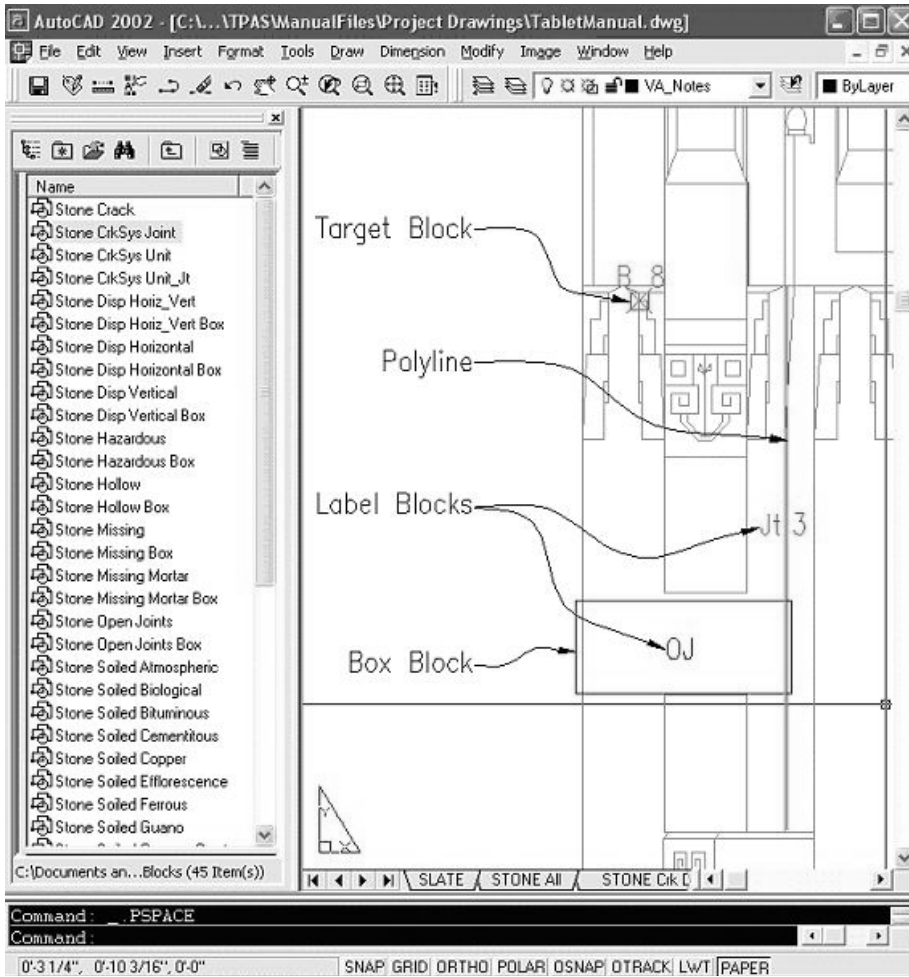 AutoCAD 2002 - [C:\...\TPAS\ManualFiles\Project Drawings\TabletManual.dwg]
File Edit View Insert Format Tools Draw Dimension Modify Image Window Help
VA_Notes ByLayer
Name
Stone Crack
Stone CrkSys Joint
Stone CrkSys Unit
Stone CrkSys Unit_Jt
Stone Disp Horiz_Vert
Stone Disp Horiz_Vert Box
Stone Disp Horizontal
Stone Disp Horizontal Box
Stone Disp Vertical
Stone Disp Vertical Box
Stone Hazardous
Stone Hazardous Box
Stone Hollow
Stone Hollow Box
Stone Missing
Stone Missing Box
Stone Missing Mortar
Stone Missing Mortar Box
Stone Open Joints
Stone Open Joints Box
Stone Soiled Atmospheric
Stone Soiled Biological
Stone Soiled Bituminous
Stone Soiled Cementitous
Stone Soiled Copper
Stone Soiled Efflorescence
Stone Soiled Ferrous
Stone Soiled Guano
C:\Documents an...Blocks (45 Item(s))
Target Block
B 8
Polyline
Label Blocks
Jt 3
OJ
Box Block
Y
X
SLATE STONE All STONE Crk D
Command: _.PSPACE
Command:
0'-3 1/4", 0'-10 3/16", 0'-0" SNAP GRID ORTHO POLAR OSNAP OTRACK LWT PAPER